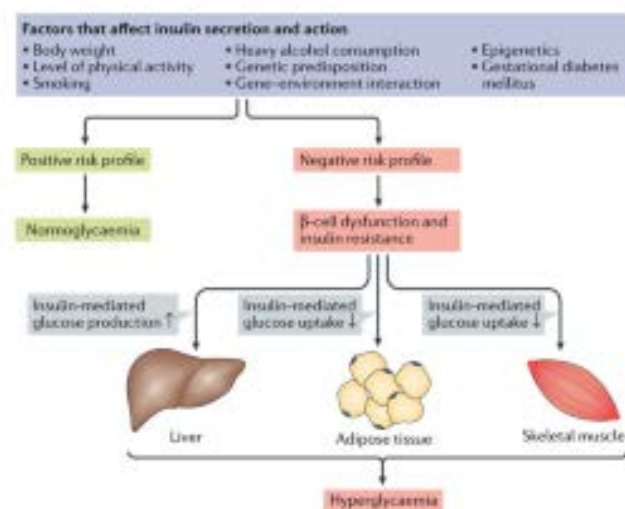 Factors that affect insulin secretion and action
• Body weight
• Level of physical activity
• Smoking
• Heavy alcohol consumption
• Genetic predisposition
• Gene–environment interaction
• Epigenetics
• Gestational diabetes
mellitus
Positive risk profile
Negative risk profile
Normoglycaemia
β-cell dysfunction and
insulin resistance
Insulin-mediated
glucose production ↑
Insulin-mediated
glucose uptake ↓
Insulin-mediated
glucose uptake ↓
Liver
Adipose tissue
Skeletal muscle
Hyperglycaemia